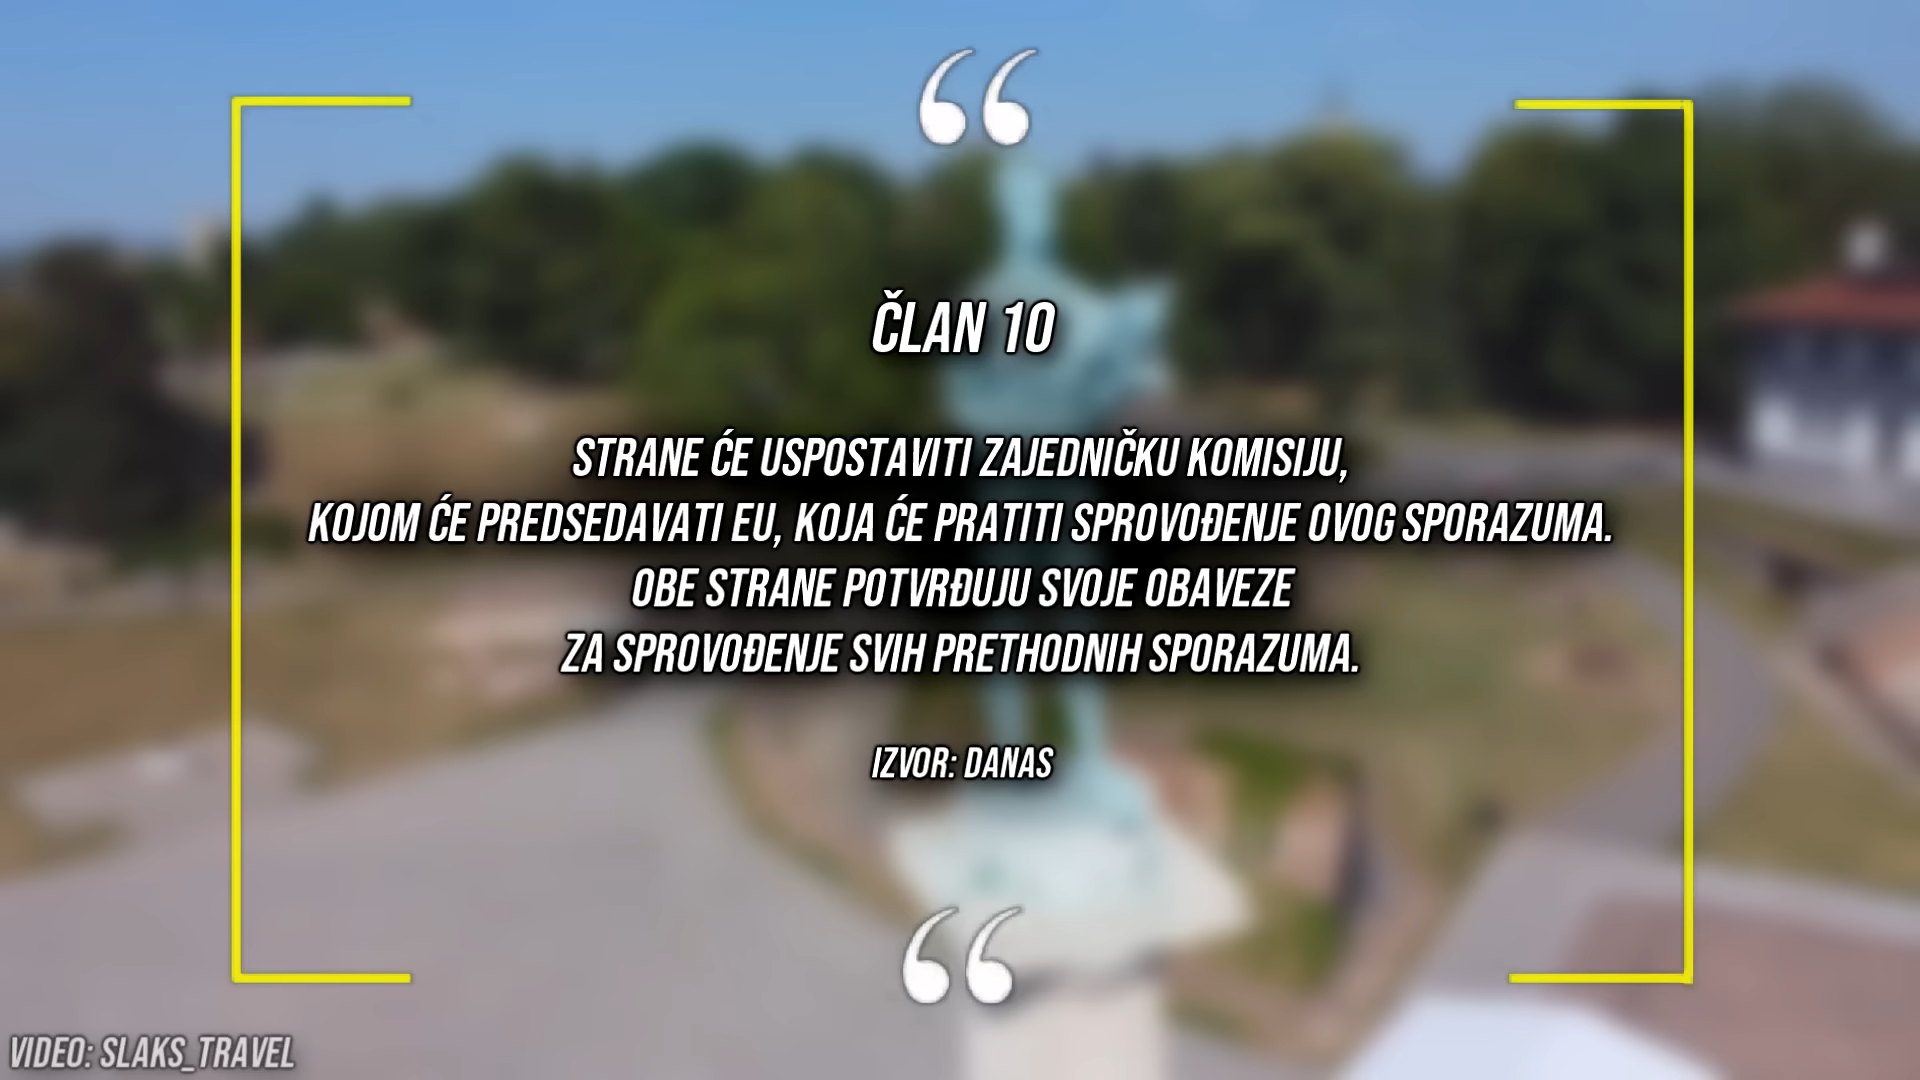 “
ČLAN 10
STRANE ĆE USPOSTAVITI ZAJEDNIČKU KOMISIJU,
KOJOM ĆE PREDSEDAVATI EU, KOJA ĆE PRATITI SPROVOĐENJE OVOG SPORAZUMA.
OBE STRANE POTVRĐUJU SVOJE OBAVEZE
ZA SPROVOĐENJE SVIH PRETHODNIH SPORAZUMA.
IZVOR: DANAS
“
VIDEO: SLAKS_TRAVEL